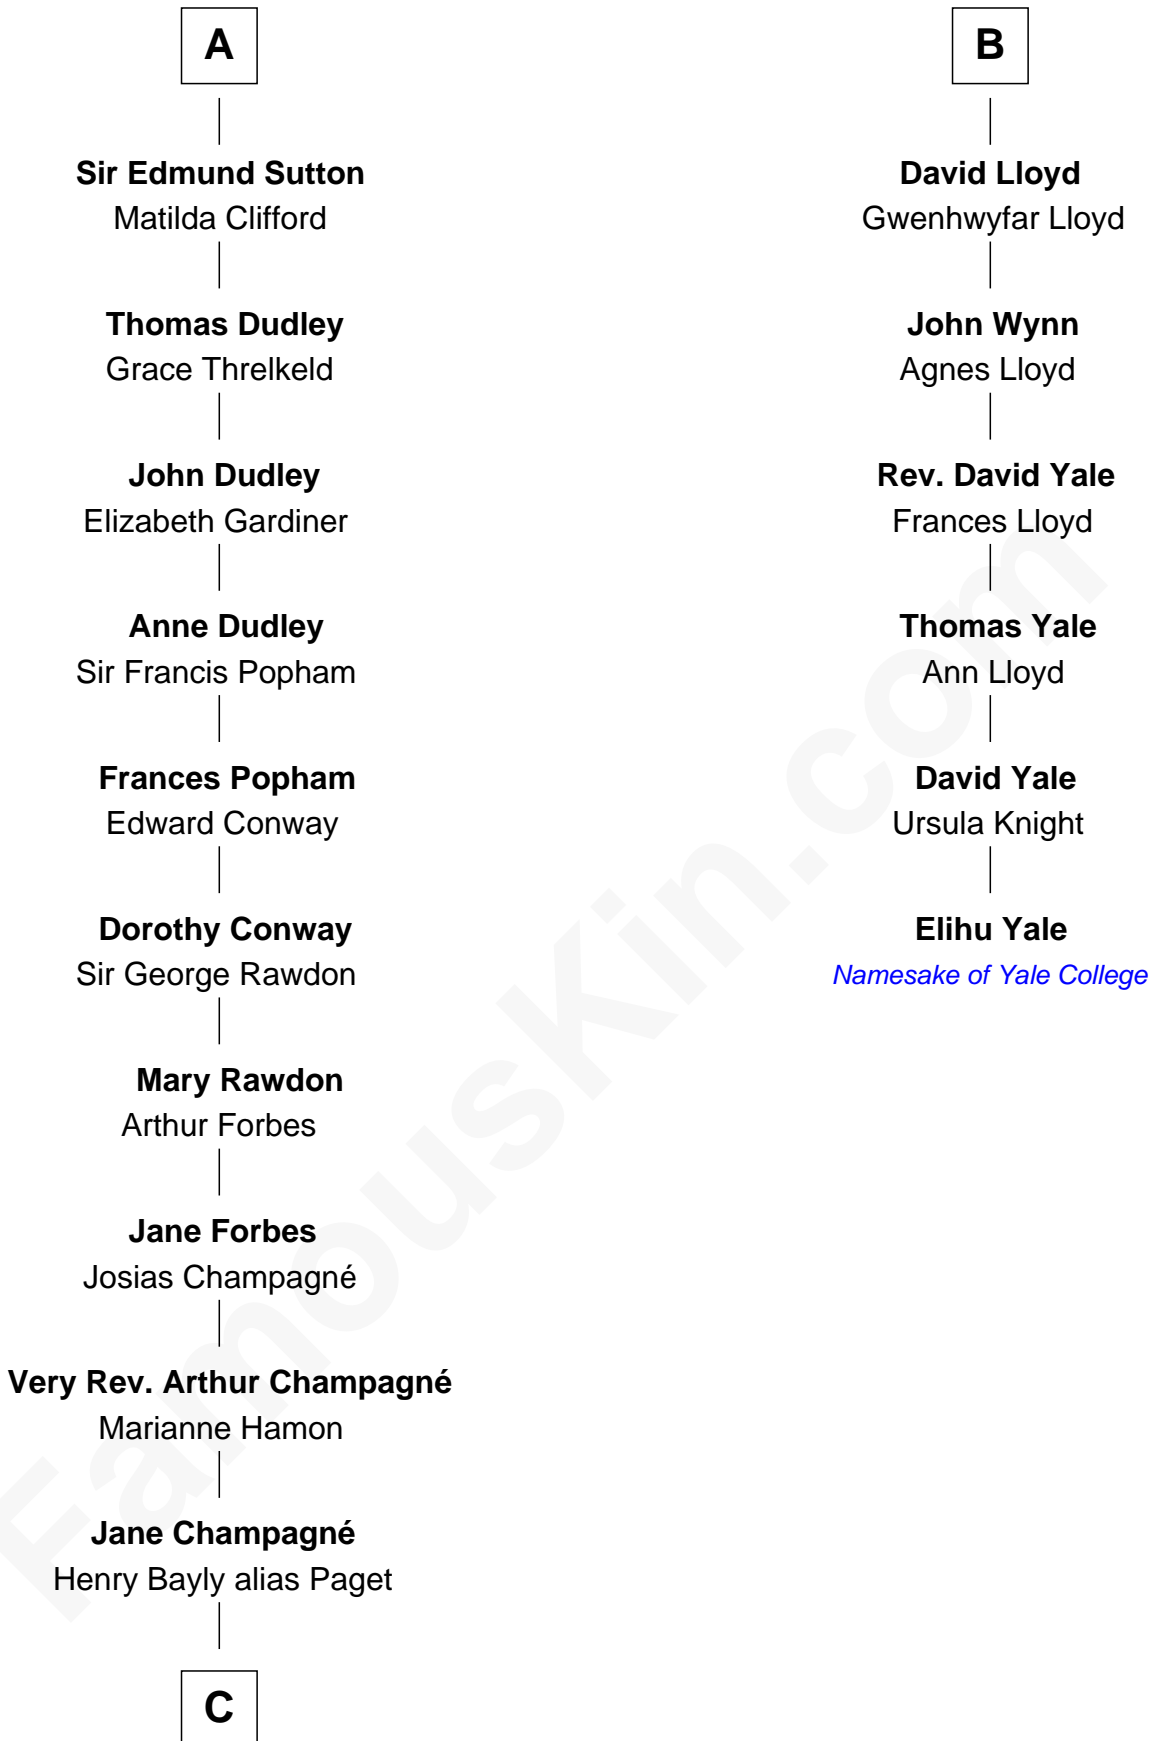 A
Sir Edmund Sutton
Matilda Clifford
Thomas Dudley
Grace Threlkeld
John Dudley
Elizabeth Gardiner
Anne Dudley
Sir Francis Popham
Frances Popham
Edward Conway
Dorothy Conway
Sir George Rawdon
Mary Rawdon
Arthur Forbes
Jane Forbes
Josias Champagné
Very Rev. Arthur Champagné
Marianne Hamon
Jane Champagné
Henry Bayly alias Paget
C
B
David Lloyd
Gwenhwyfar Lloyd
John Wynn
Agnes Lloyd
Rev. David Yale
Frances Lloyd
Thomas Yale
Ann Lloyd
David Yale
Ursula Knight
Elihu Yale
Namesake of Yale College
FamousKin.com